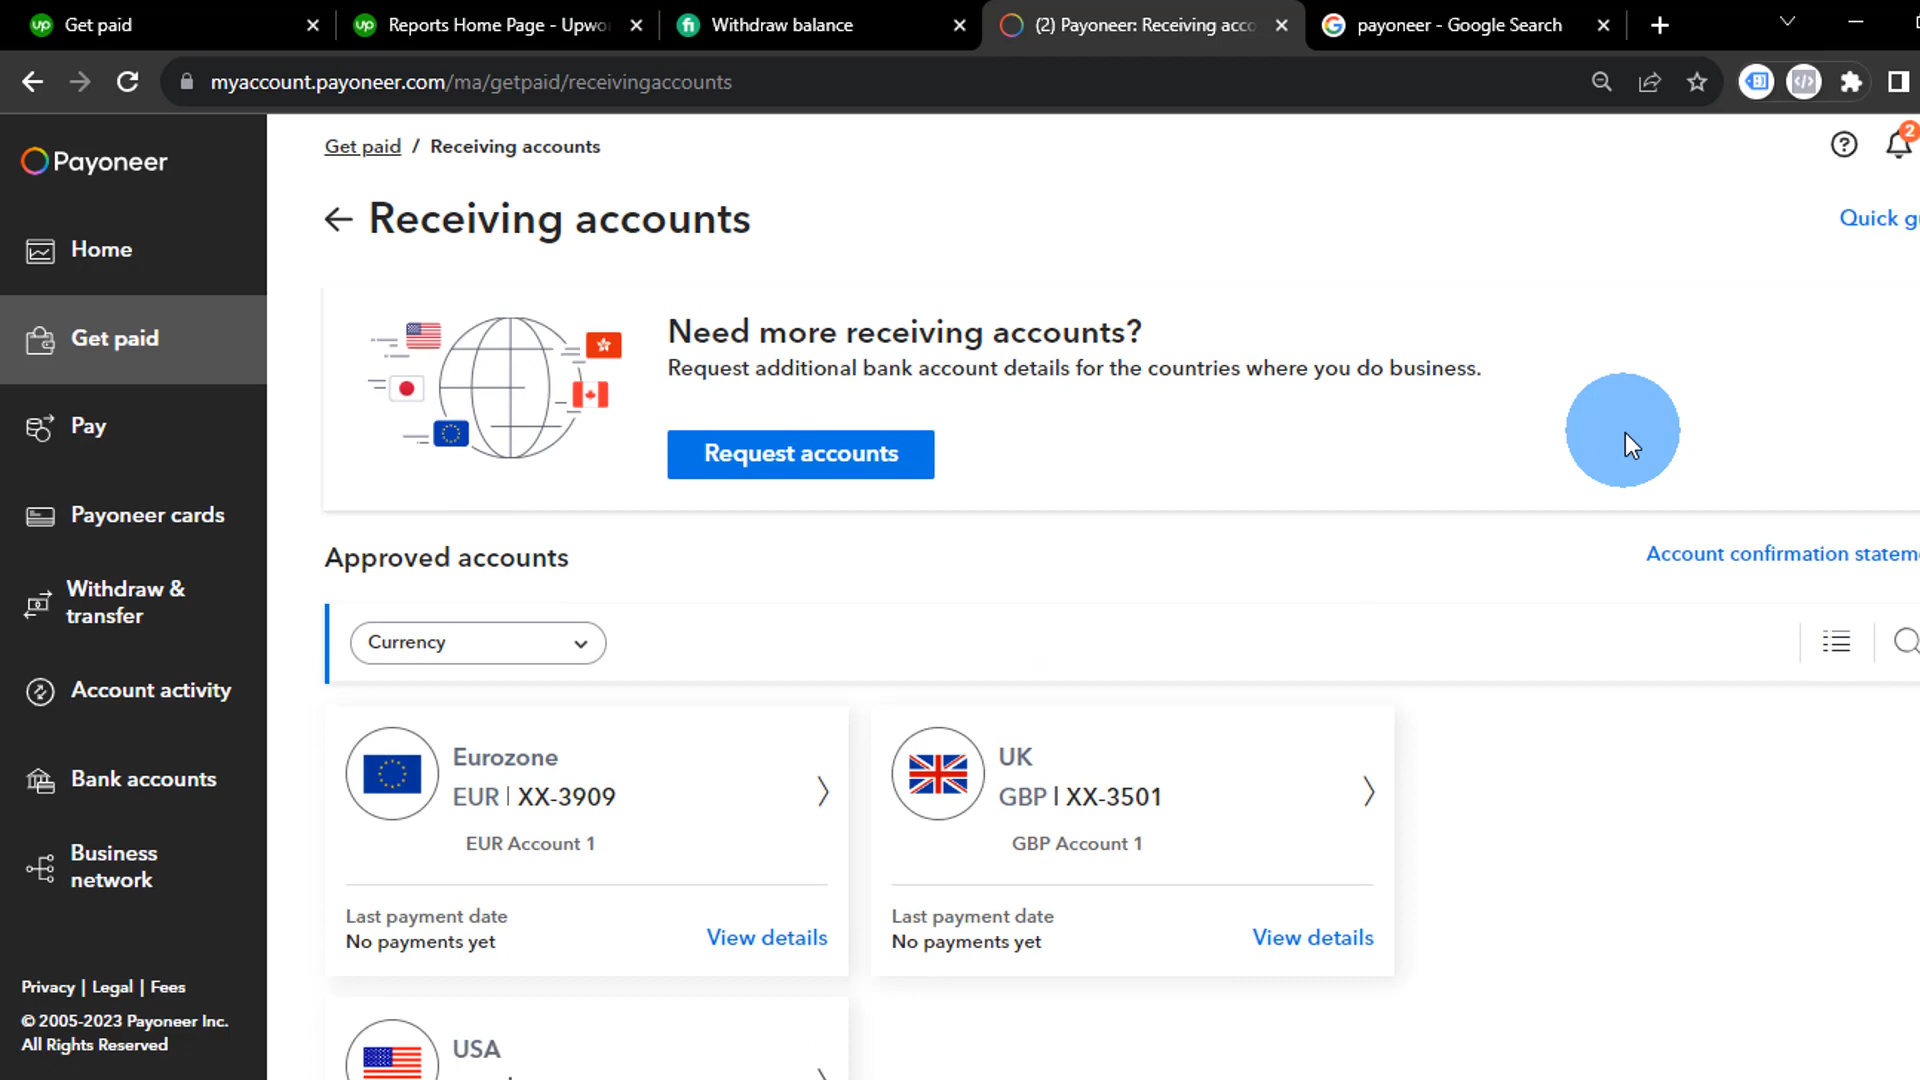 Get paid
Reports Home Page - Upwo
Withdraw balance
(2) Payoneer: Receiving acco
payoneer - Google Search
myaccount.payoneer.com/ma/getpaid/receivingaccounts
Payoneer
Home
Get paid
Pay
Payoneer cards
Withdraw &
transfer
Account activity
Bank accounts
Business
network
Privacy | Legal | Fees
© 2005-2023 Payoneer Inc.
All Rights Reserved
Get paid / Receiving accounts
2
Receiving accounts
Quick g
Need more receiving accounts?
Request additional bank account details for the countries where you do business.
Request accounts
Approved accounts
Account confirmation statem
Currency
Eurozone
EUR | XX-3909
EUR Account 1
Last payment date
No payments yet
View details
UK
GBP | XX-3501
GBP Account 1
Last payment date
No payments yet
View details
USA